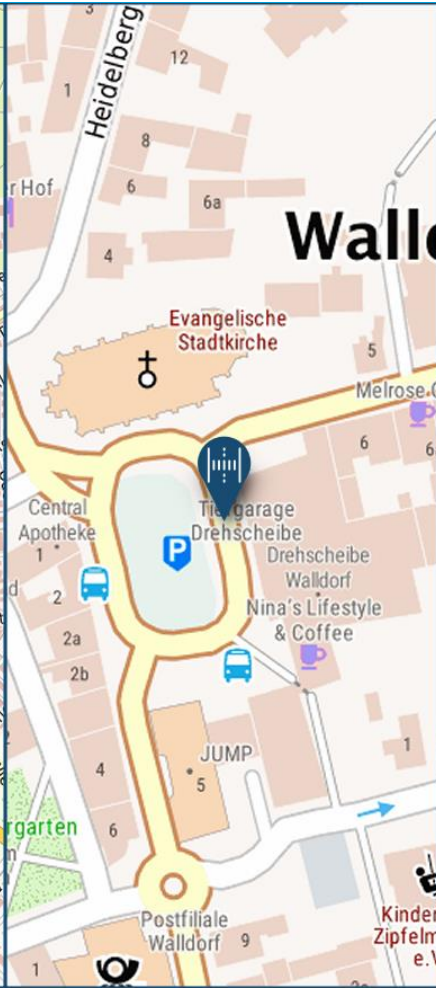 3
12
1
Heidelberg
8
6
6a
r Hof
4
Walld
Evangelische
Stadtkirche
5
Melrose
6
6
Central
Apotheke
P
Tiefgarage
Drehscheibe
Drehscheibe
Walldorf
Nina's Lifestyle
& Coffee
1
d
2
2a
2b
JUMP
5
1
4
rgarten
6
Kinder
Zipfelm
e.V
Postfiliale
Walldorf
9
1